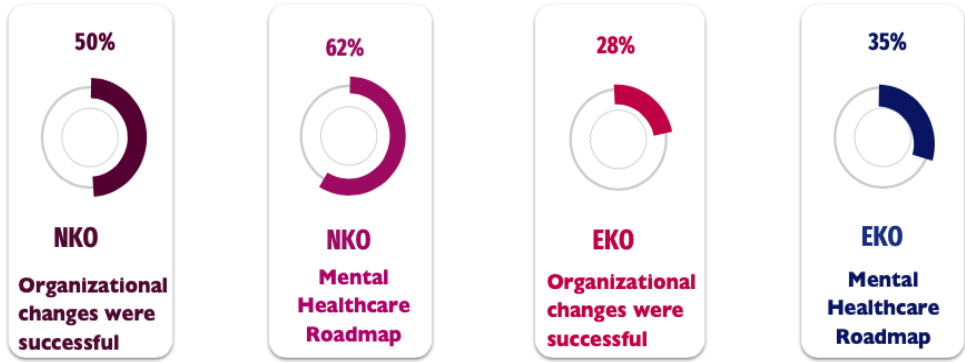 50%
NKO
Organizational
changes were
successful
62%
NKO
Mental
Healthcare
Roadmap
28%
EKO
Organizational
changes were
successful
35%
EKO
Mental
Healthcare
Roadmap